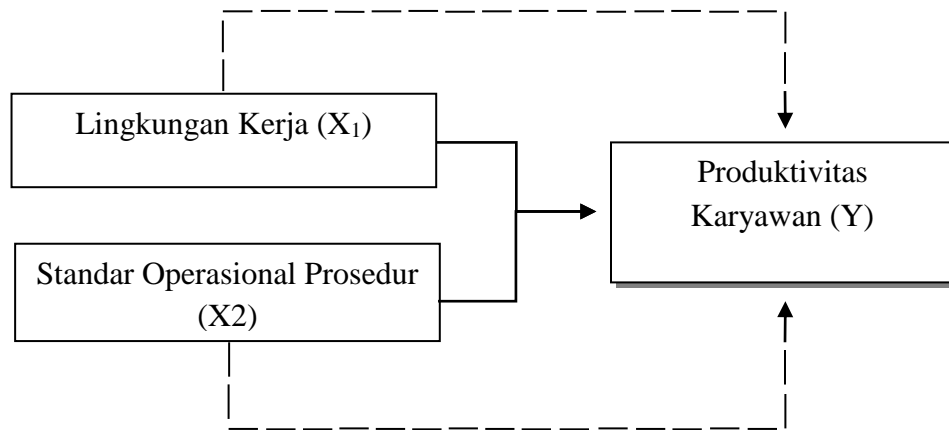 Lingkungan Kerja (X₁)
Produktivitas
Karyawan (Y)
Standar Operasional Prosedur
(X2)